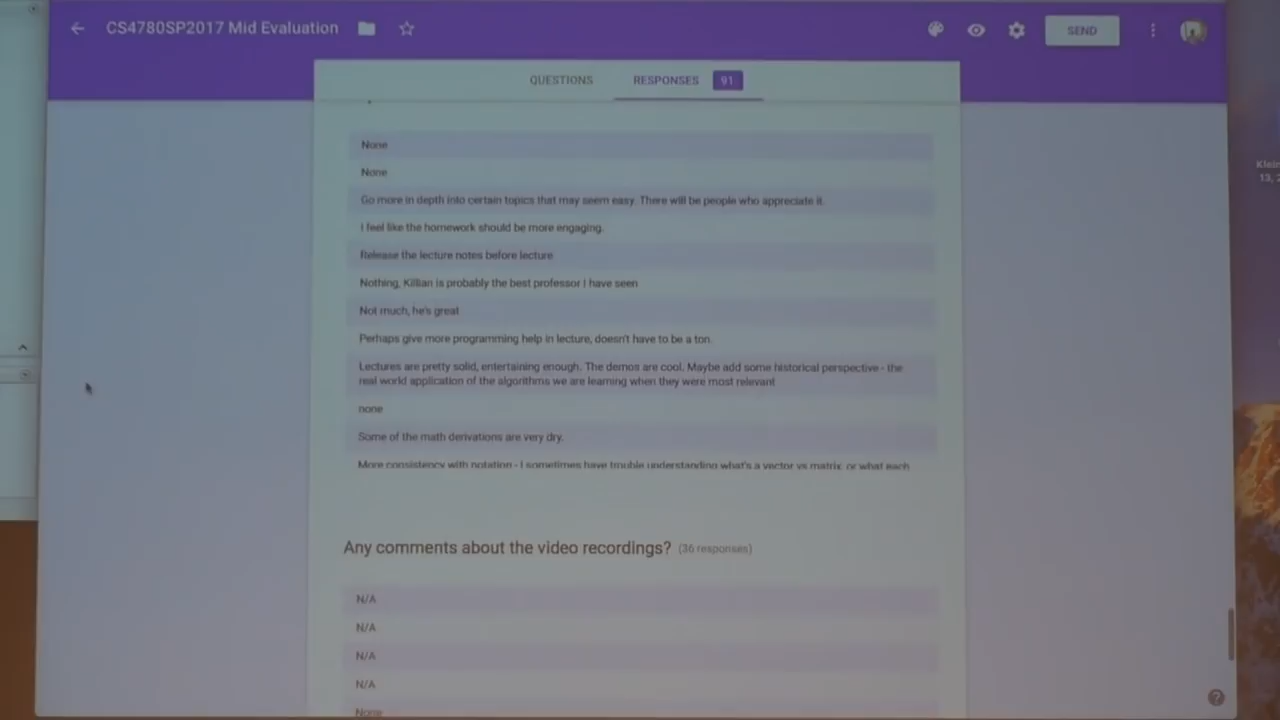 CS4780SP2017 Mid Evaluation
SEND
QUESTIONS
RESPONSES
91
None
None
Go more in depth into certain topics that may seem easy. There will be people who appreciate it.
I feel like the homework should be more engaging.
Release the lecture notes before lecture
Nothing, Killian is probably the best professor I have seen
Not much, he's great
Perhaps give more programming help in lecture, doesn't have to be a ton.
Lectures are pretty solid, entertaining enough. The demos are cool. Maybe add some historical perspective - the
real world application of the algorithms we are learning when they were most relevant
none
Some of the math derivations are very dry.
More consistency with notation - I sometimes have trouble understanding what's a vector vs matrix, or what each
Any comments about the video recordings? (36 responses)
N/A
N/A
N/A
N/A
None
13,